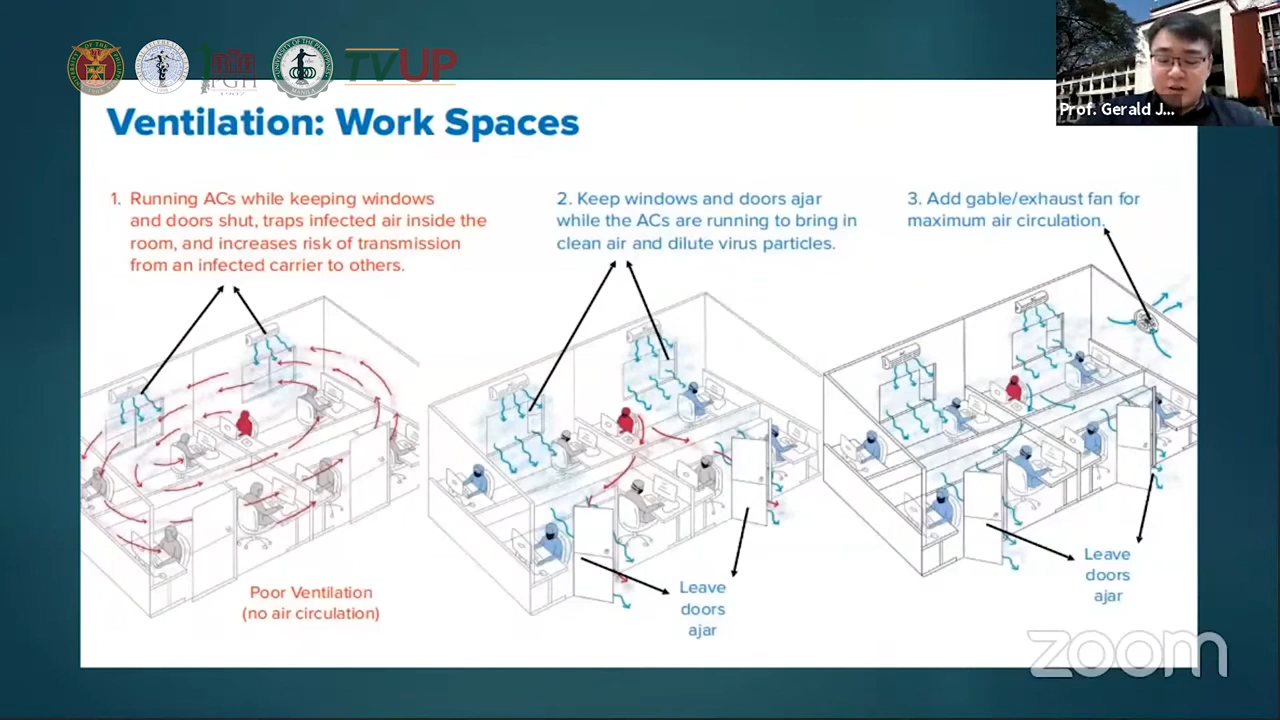 TVUP
Prof. Gerald J...
Ventilation: Work Spaces
1. Running ACs while keeping windows
and doors shut, traps infected air inside the
room, and increases risk of transmission
from an infected carrier to others.
2. Keep windows and doors ajar
while the ACs are running to bring in
clean air and dilute virus particles.
3. Add gable/exhaust fan for
maximum air circulation.
Poor Ventilation
(no air circulation)
Leave
doors
ajar
Leave
doors
ajar
zoom